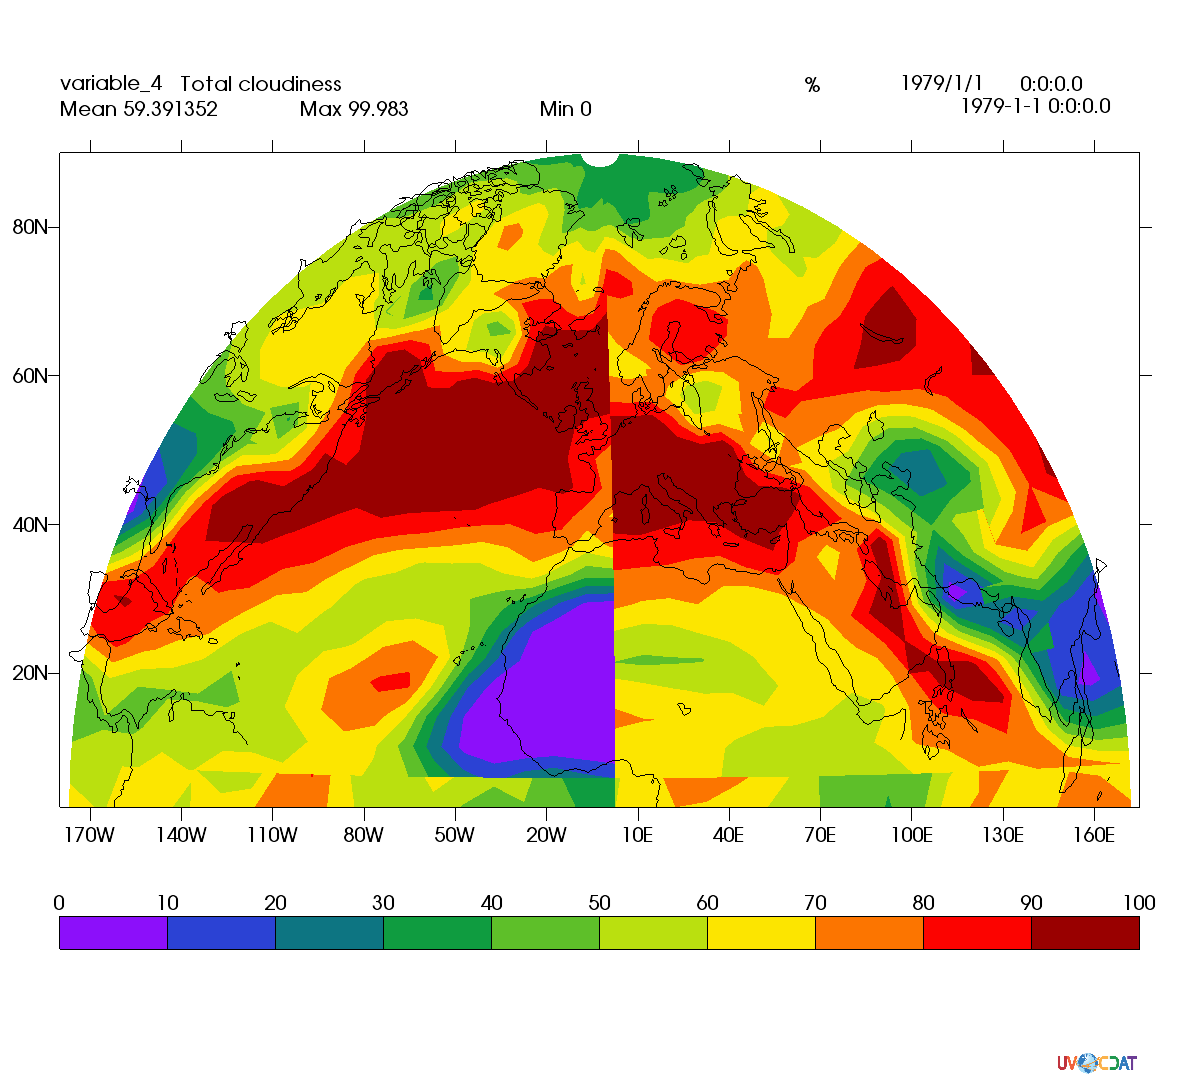 variable_4 Total cloudiness % 1979/1/1 0:0:0.0
Mean 59.391352 Max 99.983 Min 0 1979-1-1 0:0:0.0
80N
60N
40N
20N
170W 140W 110W 80W 50W 20W 10E 40E 70E 100E 130E 160E
0 10 20 30 40 50 60 70 80 90 100
UV CDAT